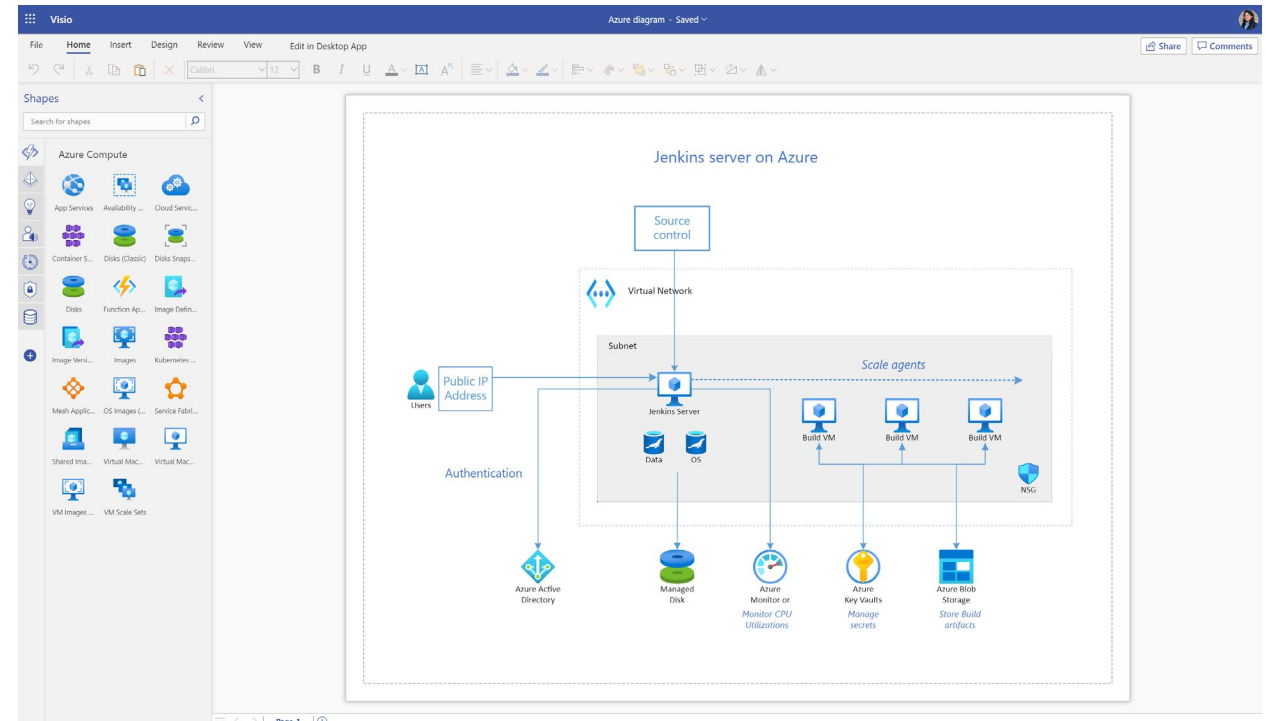 Visio
Azure diagram - Saved
File Home Insert Design Review View Edit in Desktop App
Share Comments
Calibri 12 B I U A A A
Shapes
Search for shapes
Azure Compute
App Services Availability ... Cloud Servic...
Container S... Disks (Classic) Disks Snaps...
Disks Function Ap... Image Defin...
Image Versi... Images Kubernetes ...
Mesh Applic... OS Images (... Service Fabri...
Shared Ima... Virtual Mac... Virtual Mac...
VM Images ... VM Scale Sets
Jenkins server on Azure
Source
control
Virtual Network
Subnet
Scale agents
Users
Public IP
Address
Jenkins Server
Build VM Build VM Build VM
Data OS
Authentication
NSG
Azure Active
Directory
Managed
Disk
Azure
Monitor or
Monitor CPU
Utilizations
Azure
Key Vaults
Manage
secrets
Azure Blob
Storage
Store Build
artifacts
Page 1